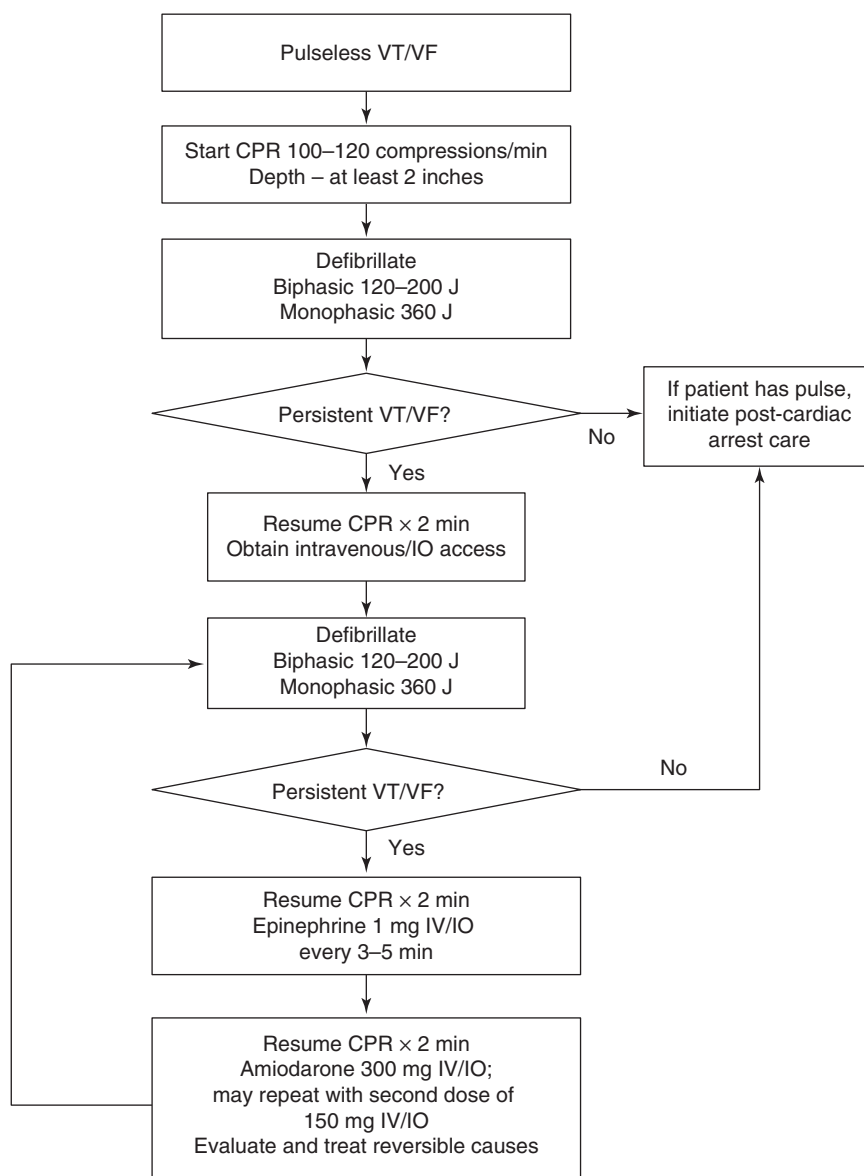 Pulseless VT/VF
Start CPR 100–120 compressions/min
Depth – at least 2 inches
Defibrillate
Biphasic 120–200 J
Monophasic 360 J
Persistent VT/VF?
No
If patient has pulse,
initiate post-cardiac
arrest care
Yes
Resume CPR × 2 min
Obtain intravenous/IO access
Defibrillate
Biphasic 120–200 J
Monophasic 360 J
Persistent VT/VF?
No
Yes
Resume CPR × 2 min
Epinephrine 1 mg IV/IO
every 3–5 min
Resume CPR × 2 min
Amiodarone 300 mg IV/IO;
may repeat with second dose of
150 mg IV/IO
Evaluate and treat reversible causes